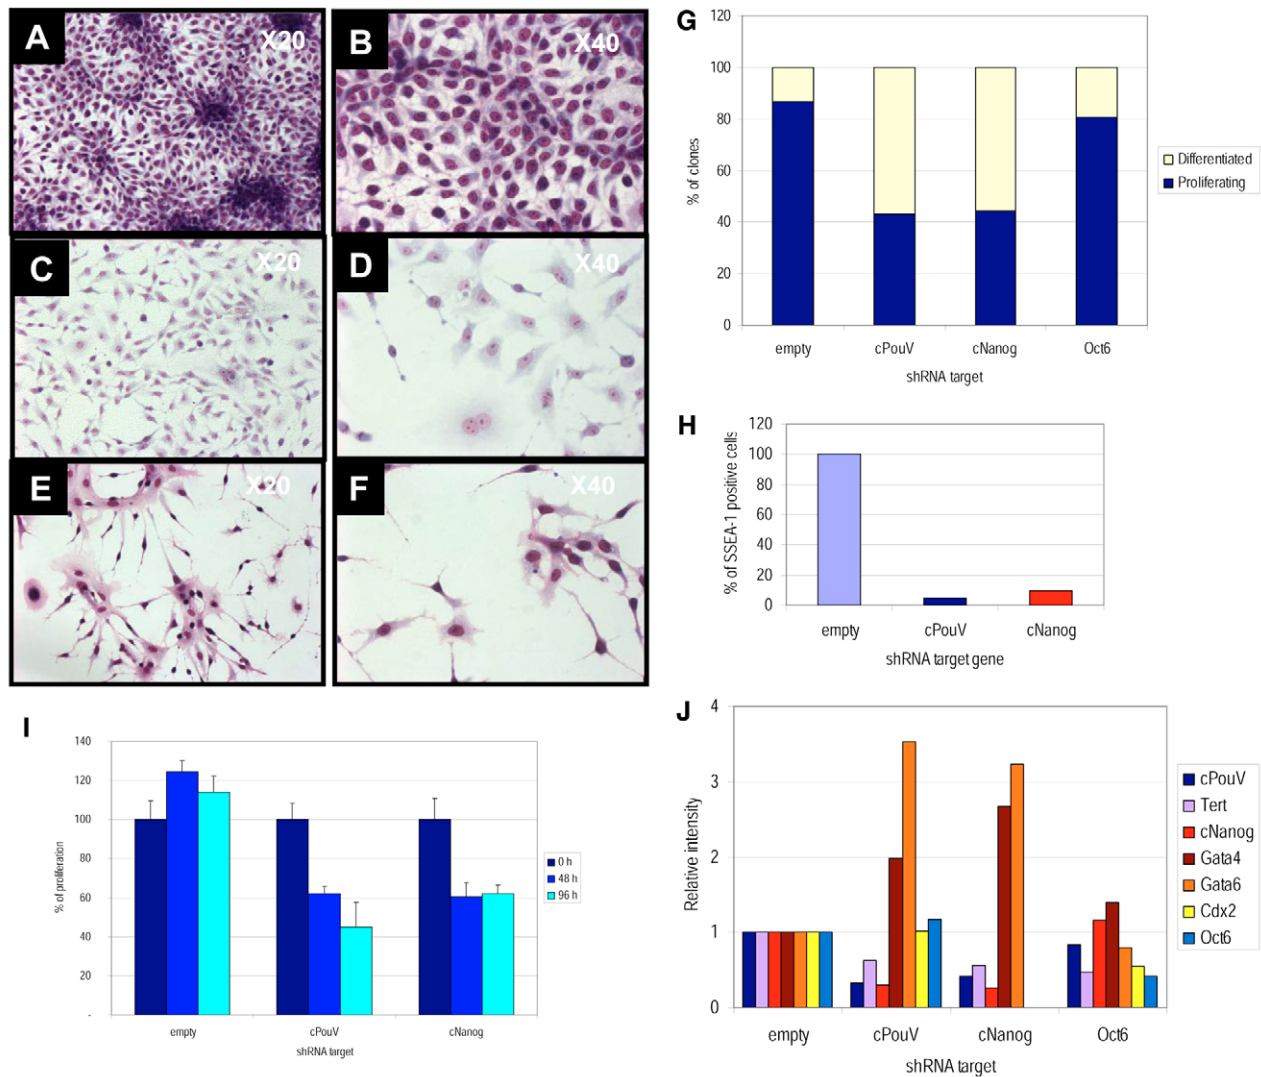 A
X20
B
X40
C
X20
D
X40
E
X20
F
X40
G
120
100
80
60
40
20
0
% of clones
empty cPouV cNanog Oct6
shRNA target
Differentiated
Proliferating
H
120
100
80
60
40
20
0
% of SSEA-1 positive cells
empty cPouV cNanog
shRNA target gene
I
140
120
100
80
60
40
20
-
% of proliferation
empty cPouV cNanog
shRNA target
0 h
48 h
96 h
J
4
3
2
1
0
Relative intensity
empty cPouV cNanog Oct6
shRNA target
cPouV
Tert
cNanog
Gata4
Gata6
Cdx2
Oct6